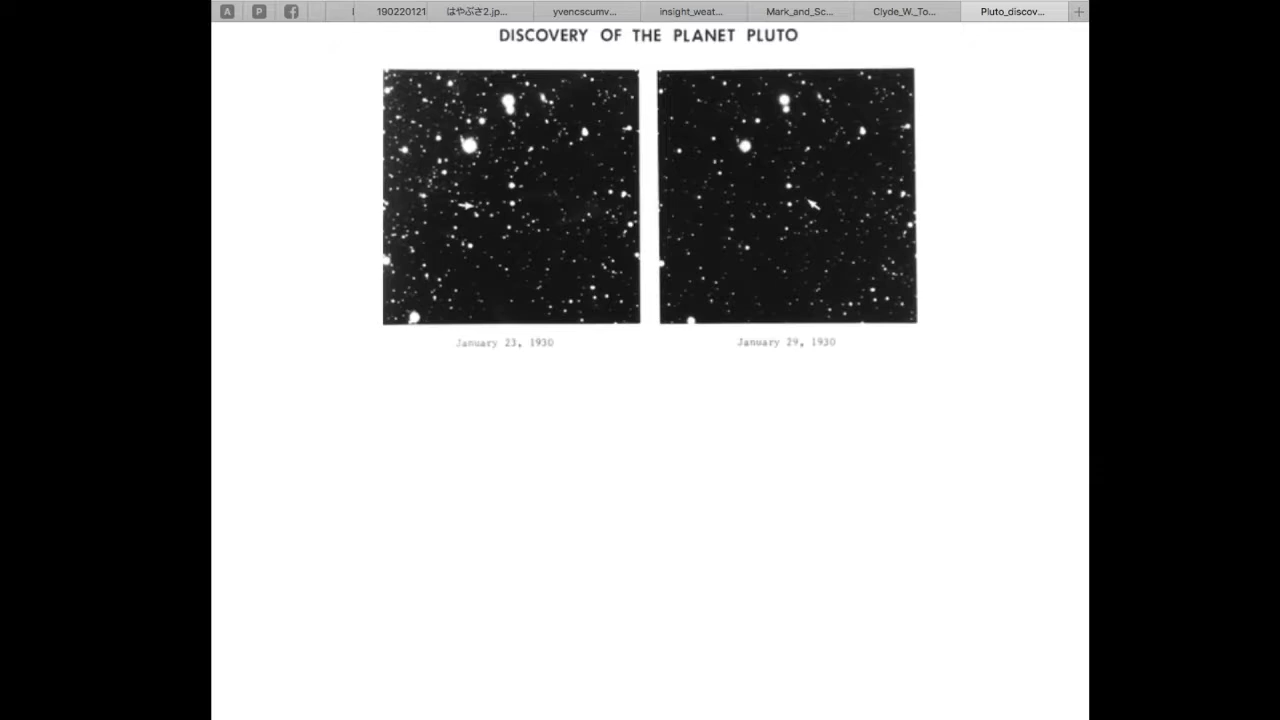 A P f 190220121 はやぶさ2.jp... yvencscumv... insight_weat... Mark_and_Sc... Clyde_W._To... Pluto_discov... +
DISCOVERY OF THE PLANET PLUTO
January 23, 1930 January 29, 1930